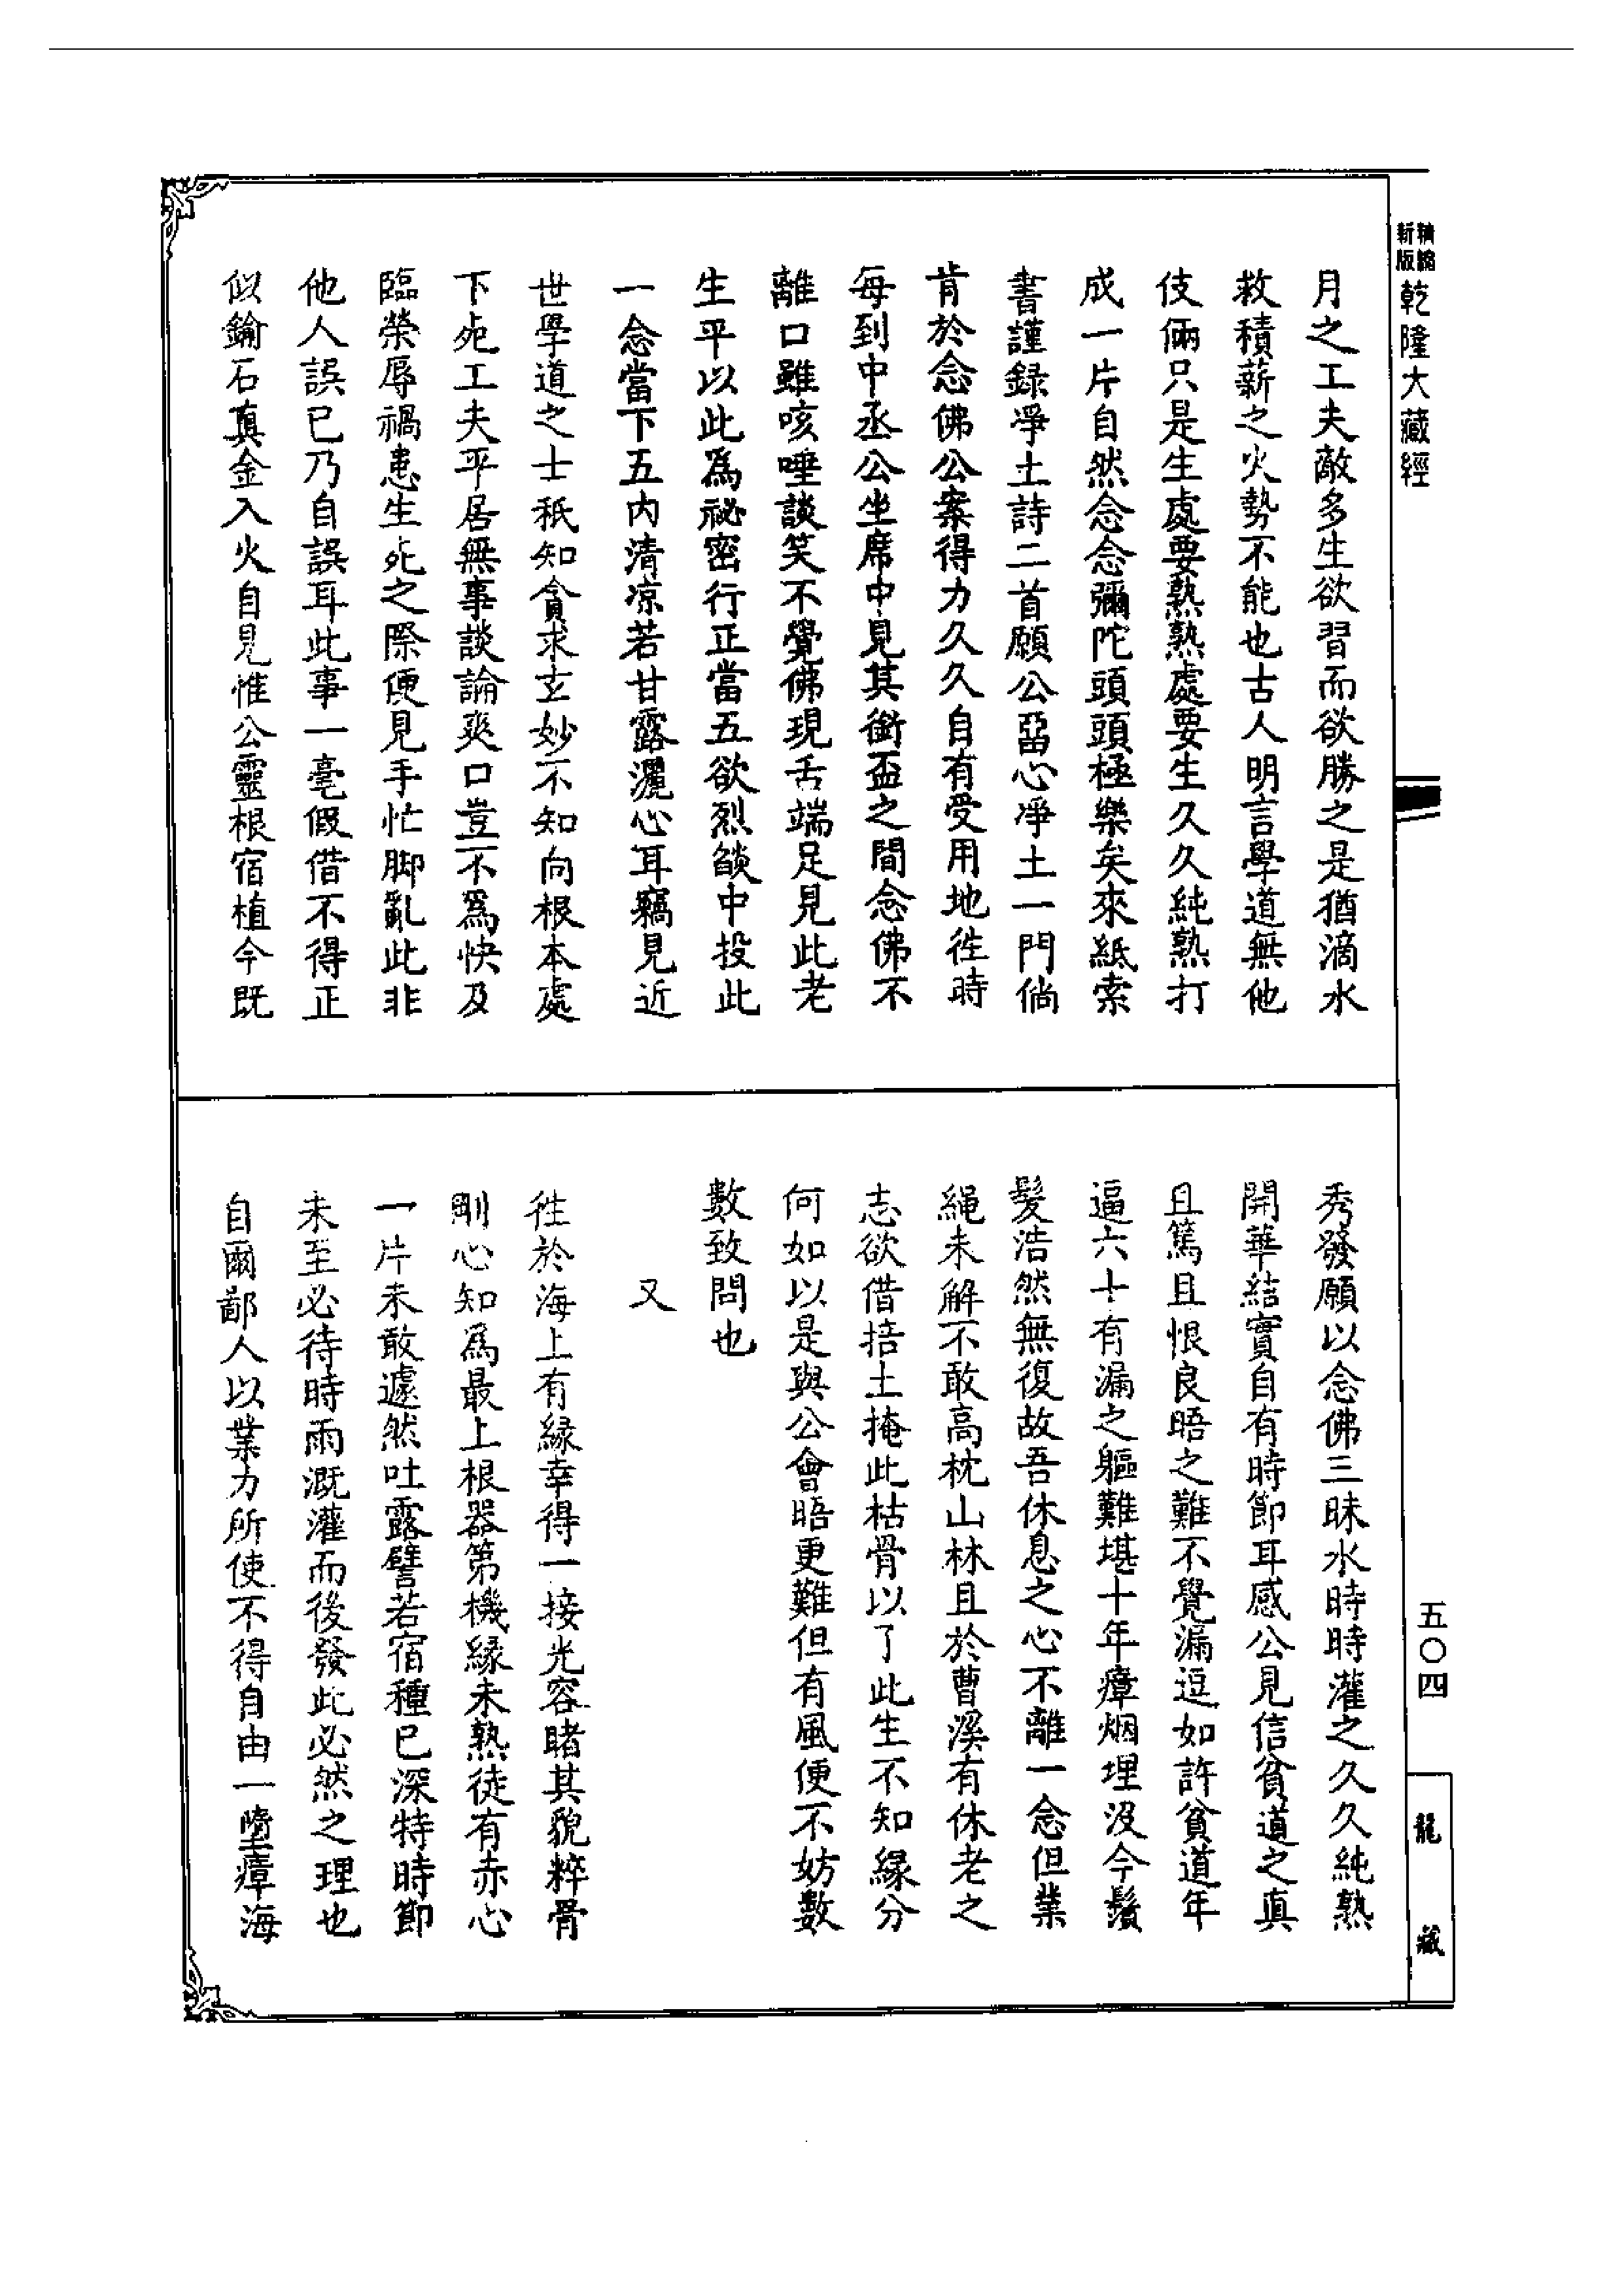 精縮新版
乾隆大藏經
月之工夫敵多生欲習而欲勝之是猶滴水
救積薪之火勢不能也古人明言學道無他
伎倆只是生處要熟熟處要生久久純熟打
成一片自然念念彌陀頭頭極樂矣來紙索
書謹録淨土詩二首願公畱心淨土一門倘
肯於念佛公案得力久久自有受用地徃時
每到中丞公坐席中見其銜盃之間念佛不
離口雖咳唾談笑不覺佛現舌端足見此老
生平以此爲祕密行正當五欲烈燄中投此
一念當下五内清凉若甘露灑心耳竊見近
世學道之士秖知貪求玄妙不知向根本處
下死工夫平居無事談論爽口豈不爲快及
臨榮辱禍患生死之際便見手忙脚亂此非
他人誤已乃自誤耳此事一毫假借不得正
似鍮石真金入火自見惟公靈根宿植今既
秀發願以念佛三昧水時時灌之久久純熟
開華結實自有時節耳感公見信貧道之真
且篤且恨良晤之難不覺漏逗如許貧道年
逼六十有漏之軀難堪十年瘴烟埋沒今鬚
髮浩然無復故吾休息之心不離一念但業
繩未解不敢高枕山林且於曹溪有休老之
志欲借掊土掩此枯骨以了此生不知緣分
何如以是與公會晤更難但有風便不妨數
數致問也
又
徃於海上有緣幸得一接光容睹其貌粹骨
剛心知爲最上根器第機緣未熟徒有赤心
一片未敢遽然吐露譬若宿種已深特時節
未至必待時雨溉灌而後發此必然之理也
自爾鄙人以業力所使不得自由一墮瘴海
五〇四
龍藏